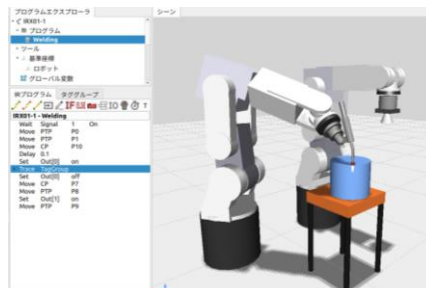 プログラムエクスプローラ
シーン
IRX01-1
プログラム
Welding
ツール
基準座標
ロボット
グローバル変数
プログラム タググループ
IF IO T
IRX01-1 - Welding
Wait Signal 1 On
Move PTP P0
Move PTP P1
Move CP P10
Delay 0.1
Set Out[0] on
Trace TagGroup
Set Out[0] off
Move CP P7
Move PTP P8
Set Out[1] on
Move PTP P9